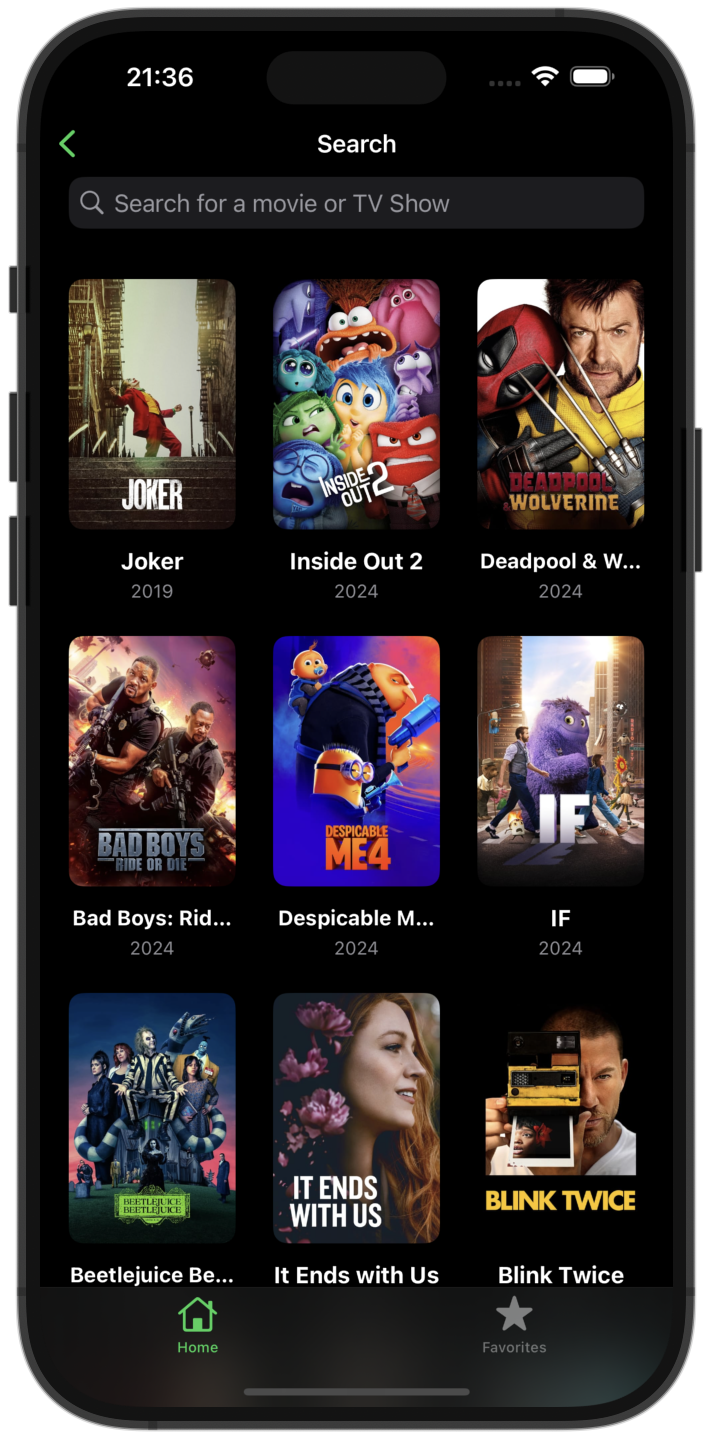 21:36
Search
Search for a movie or TV Show
JOKER
INSIDE
OUT 2
DEADPOOL
& WOLVERINE
Joker
Inside Out 2
Deadpool & W...
2019
2024
2024
BAD BOYS
RIDE OR DIE
DESPICABLE
ME4
IF
Bad Boys: Rid...
Despicable M...
IF
2024
2024
2024
BEETLEJUICE
BEETLEJUICE
IT ENDS
WITH US
BLINK TWICE
Beetlejuice Be...
It Ends with Us
Blink Twice
Home
Favorites